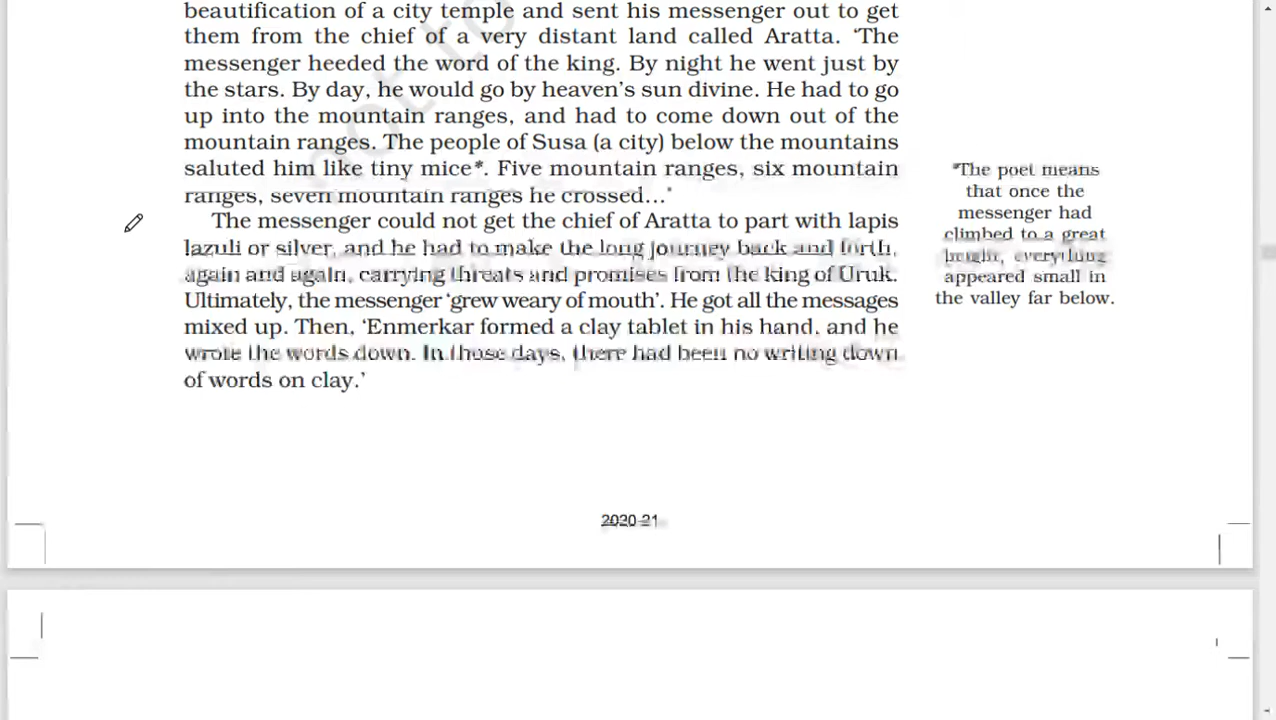 beautification of a city temple and sent his messenger out to get
them from the chief of a very distant land called Aratta. ‘The
messenger heeded the word of the king. By night he went just by
the stars. By day, he would go by heaven’s sun divine. He had to go
up into the mountain ranges, and had to come down out of the
mountain ranges. The people of Susa (a city) below the mountains
saluted him like tiny mice*. Five mountain ranges, six mountain
ranges, seven mountain ranges he crossed…’
The messenger could not get the chief of Aratta to part with lapis
lazuli or silver, and he had to make the long journey back and forth,
again and again, carrying threats and promises from the king of Uruk.
Ultimately, the messenger ‘grew weary of mouth’. He got all the messages
mixed up. Then, ‘Enmerkar formed a clay tablet in his hand, and he
wrote the words down. In those days, there had been no writing down
of words on clay.’
*The poet means
that once the
messenger had
climbed to a great
height, everything
appeared small in
the valley far below.
not to
2020-21